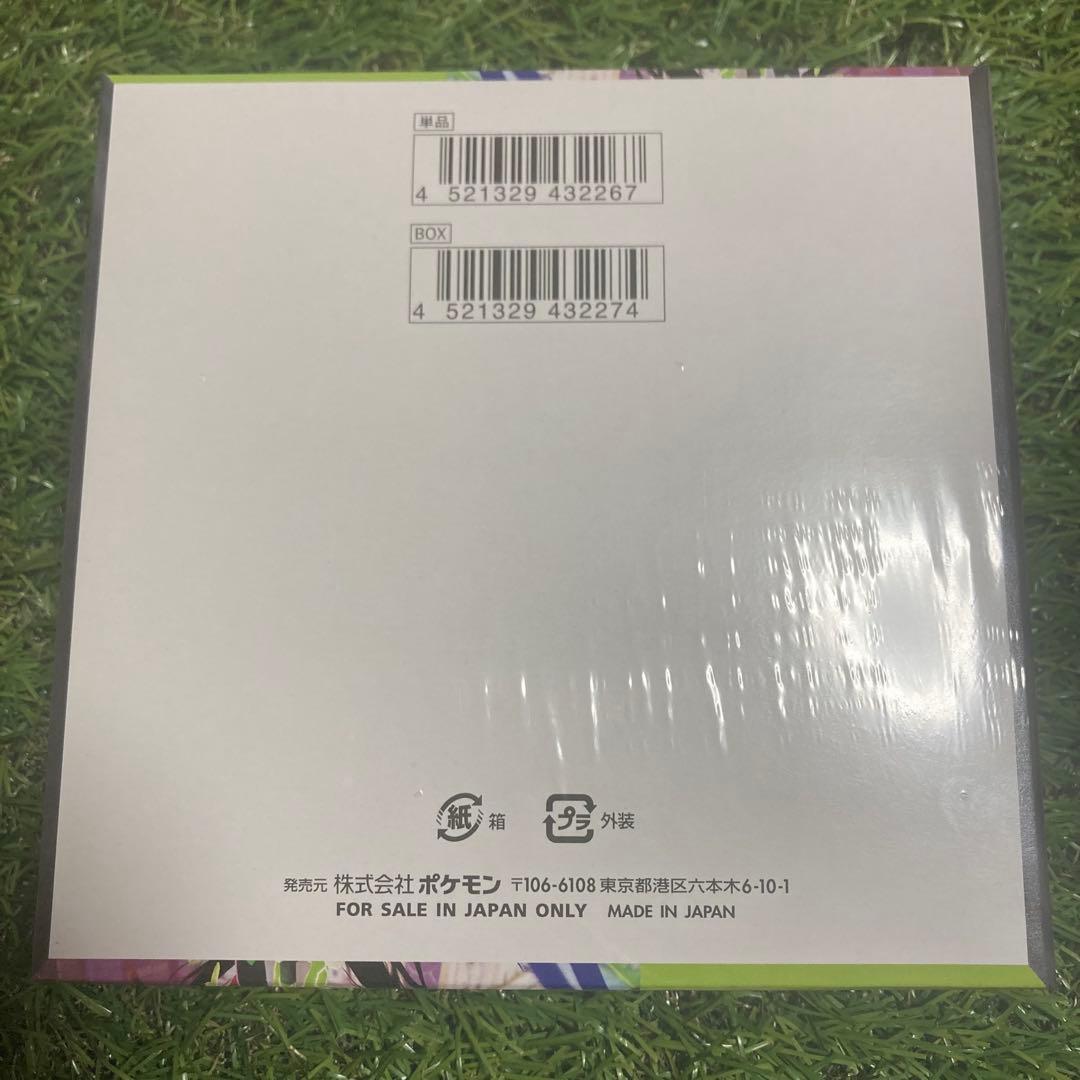 単品
4 521329 432267
BOX
4 521329 432274
紙 箱 プラ 外装
発売元 株式会社 ポケモン 〒106-6108 東京都港区六本木6-10-1
FOR SALE IN JAPAN ONLY MADE IN JAPAN